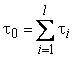 τ₀ = ∑_{i=1}^{l} τᵢ